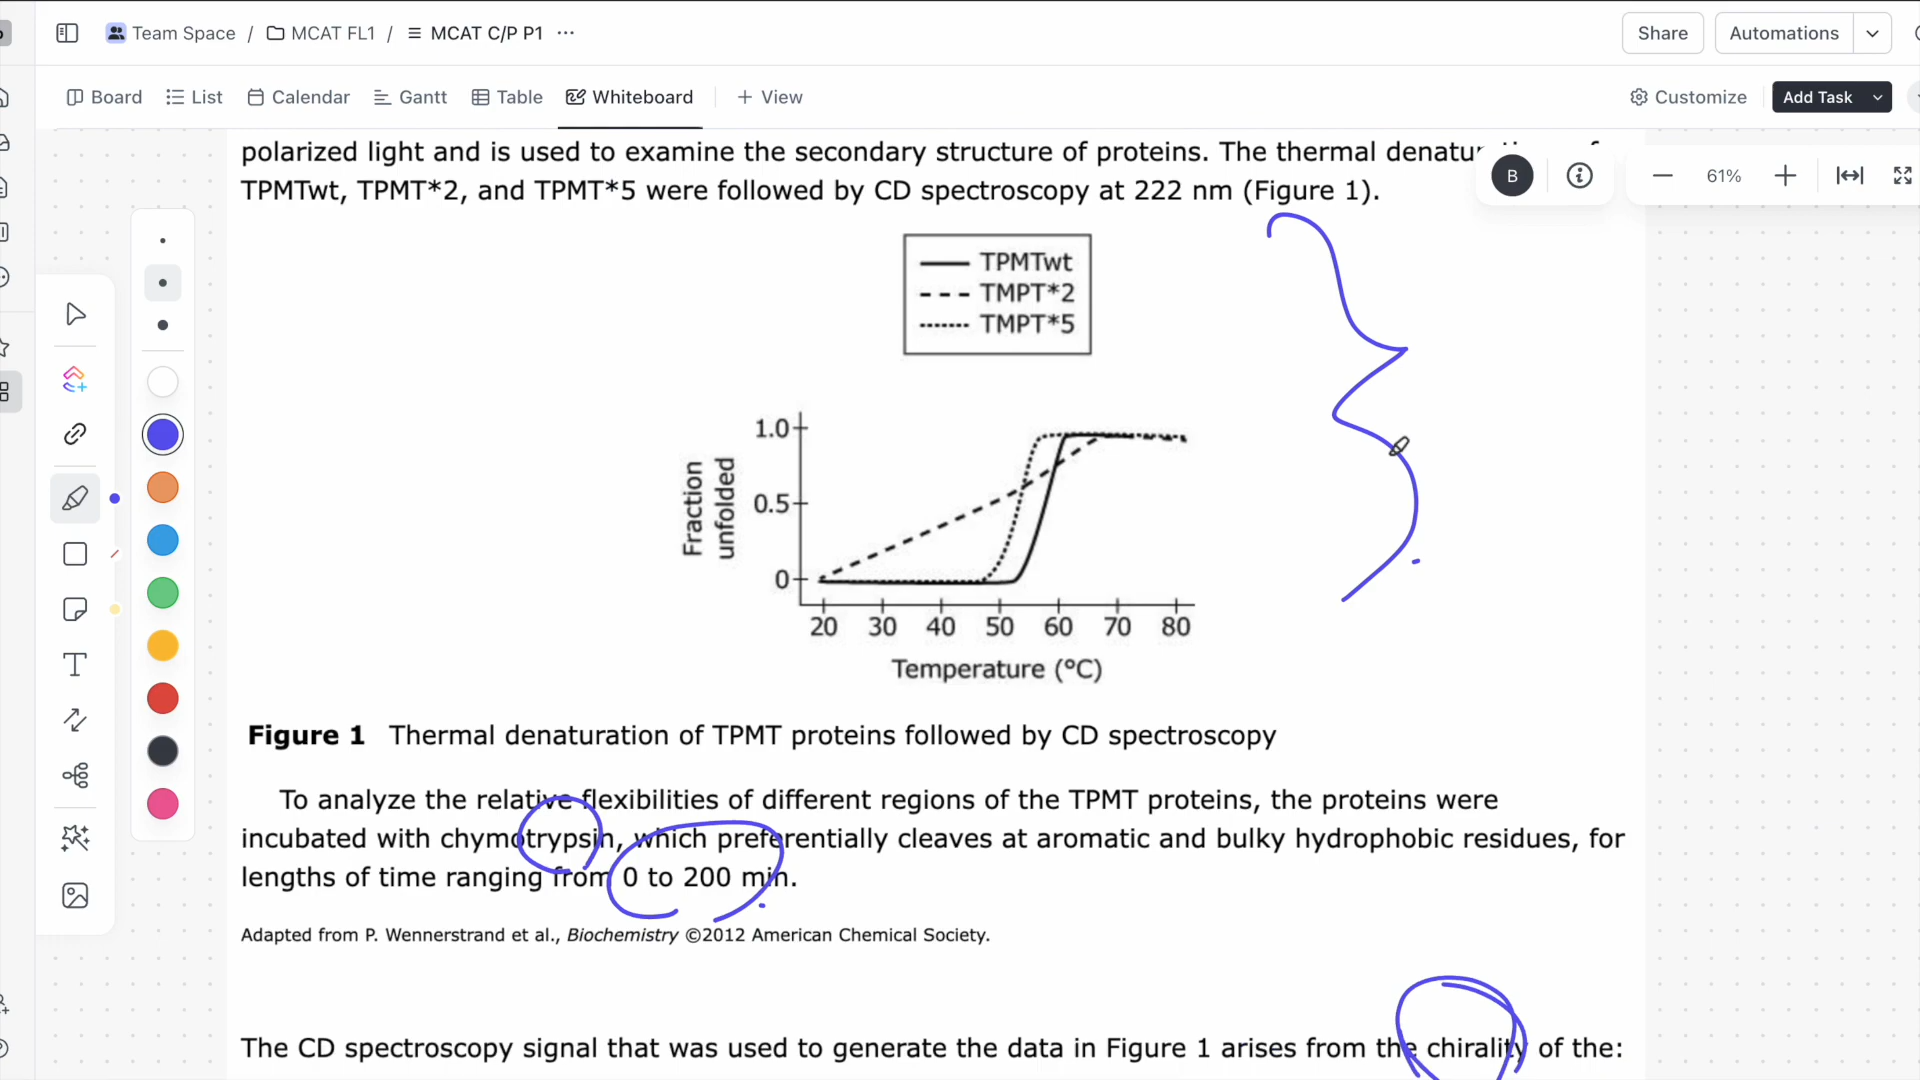 Team Space / MCAT FL1 / MCAT C/P P1 ...
Share
Automations
Board
List
Calendar
Gantt
Table
Whiteboard
+ View
Customize
Add Task
polarized light and is used to examine the secondary structure of proteins. The thermal
TPMTwt, TPMT*2, and TPMT*5 were followed by CD spectroscopy at 222 nm (Figure 1).
B
61%
TPMTwt
TMPT*2
TMPT*5
1.0
0.5
0
Fraction
unfolded
20 30 40 50 60 70 80
Temperature (°C)
Figure 1 Thermal denaturation of TPMT proteins followed by CD spectroscopy
To analyze the relative flexibilities of different regions of the TPMT proteins, the proteins were
incubated with chymotrypsin, which preferentially cleaves at aromatic and bulky hydrophobic residues, for
lengths of time ranging from 0 to 200 min.
Adapted from P. Wennerstrand et al., Biochemistry ©2012 American Chemical Society.
The CD spectroscopy signal that was used to generate the data in Figure 1 arises from the chirality of the: